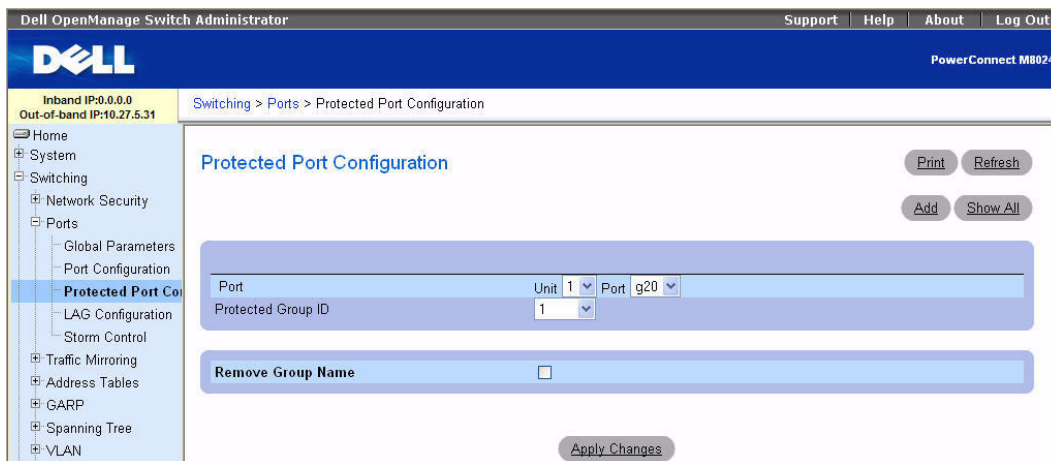 Dell OpenManage Switch Administrator
Support Help About Log Out
DELL
PowerConnect M8024
Inband IP:0.0.0.0
Out-of-band IP:10.27.5.31
Switching > Ports > Protected Port Configuration
Home
System
Switching
Network Security
Ports
Global Parameters
Port Configuration
Protected Port Co
LAG Configuration
Storm Control
Traffic Mirroring
Address Tables
GARP
Spanning Tree
VLAN
Protected Port Configuration
Print Refresh
Add Show All
Port Unit 1 Port g20
Protected Group ID 1
Remove Group Name
Apply Changes